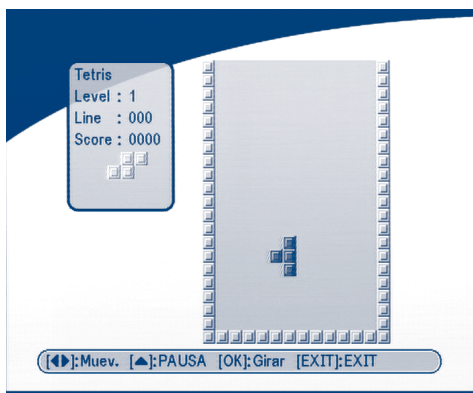 Tetris
Level : 1
Line : 000
Score : 0000
[◀▶]:Muev. [▲]:PAUSA [OK]:Girar [EXIT]:EXIT